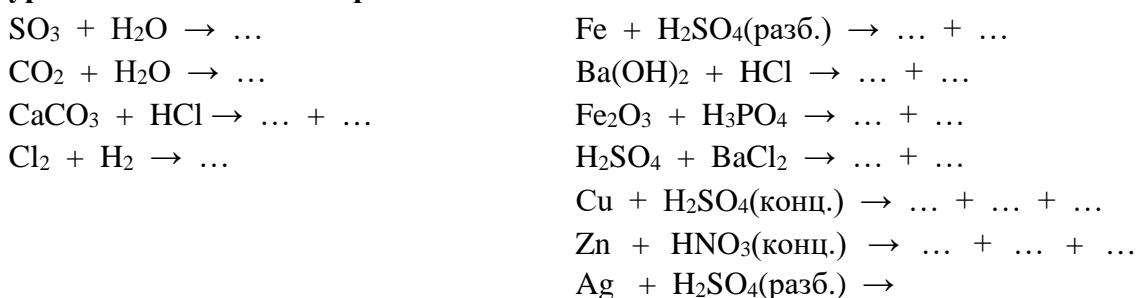 SO₃ + H₂O → …
CO₂ + H₂O → …
CaCO₃ + HCl → … + …
Cl₂ + H₂ → …
Fe + H₂SO₄(разб.) → … + …
Ba(OH)₂ + HCl → … + …
Fe₂O₃ + H₃PO₄ → … + …
H₂SO₄ + BaCl₂ → … + …
Cu + H₂SO₄(конц.) → … + … + …
Zn + HNO₃(конц.) → … + … + …
Ag + H₂SO₄(разб.) →